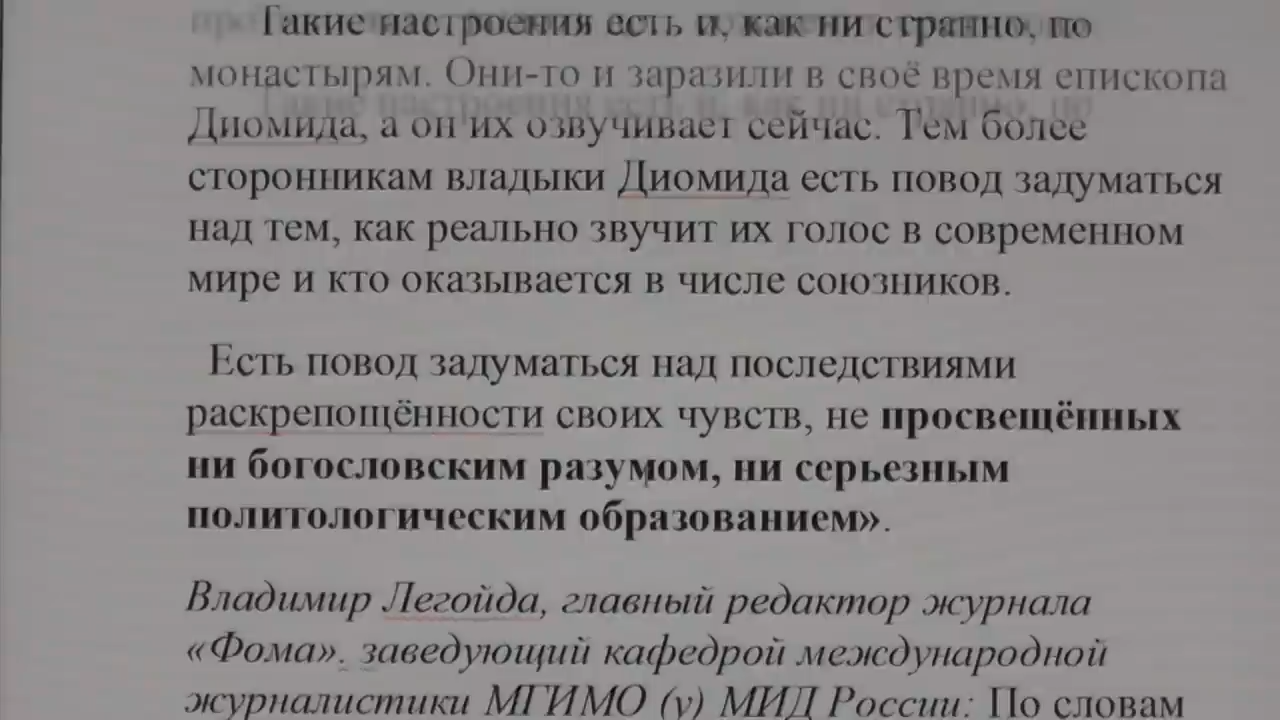 Такие настроения есть и, как ни странно, по
монастырям. Они-то и заразили в своё время епископа
Диомида, а он их озвучивает сейчас. Тем более
сторонникам владыки Диомида есть повод задуматься
над тем, как реально звучит их голос в современном
мире и кто оказывается в числе союзников.
Есть повод задуматься над последствиями
раскрепощённости своих чувств, не просвещённых
ни богословским разумом, ни серьезным
политологическим образованием».
Владимир Легойда, главный редактор журнала
«Фома». заведующий кафедрой международной
журналистики МГИМО (у) МИД России: По словам